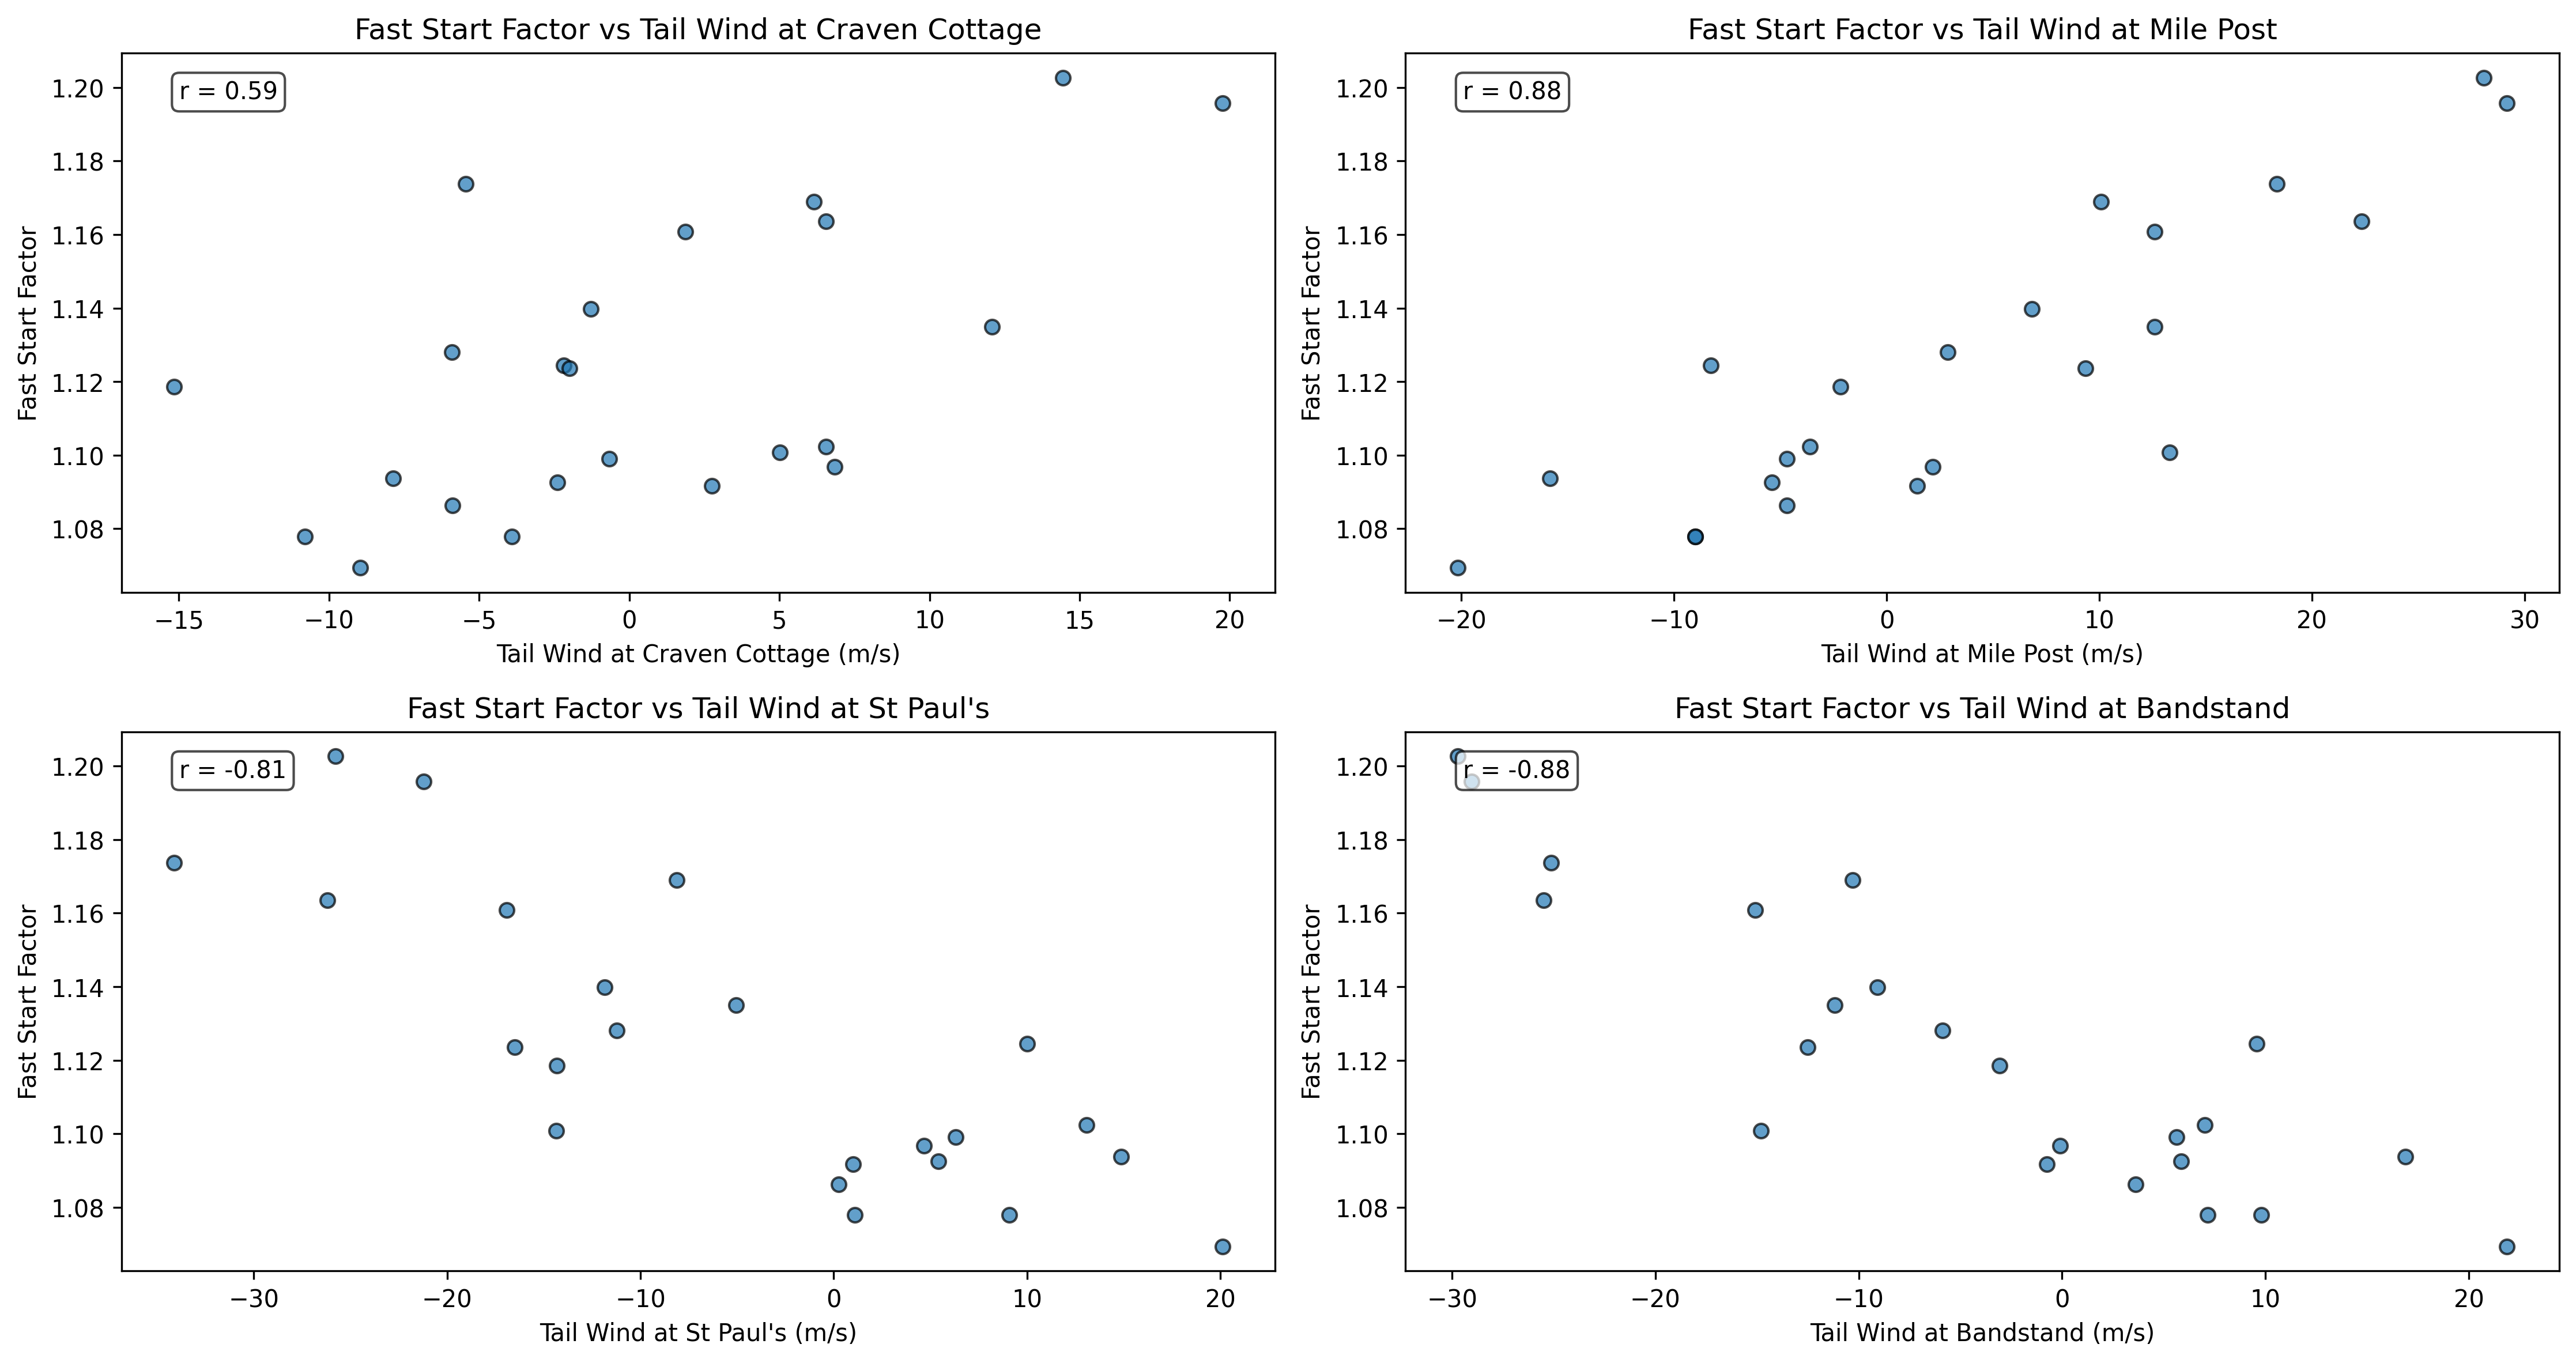 Fast Start Factor vs Tail Wind at Craven Cottage
r = 0.59
Fast Start Factor
1.20
1.18
1.16
1.14
1.12
1.10
1.08
−15 −10 −5 0 5 10 15 20
Tail Wind at Craven Cottage (m/s)
Fast Start Factor vs Tail Wind at Mile Post
r = 0.88
Fast Start Factor
1.20
1.18
1.16
1.14
1.12
1.10
1.08
−20 −10 0 10 20 30
Tail Wind at Mile Post (m/s)
Fast Start Factor vs Tail Wind at St Paul's
r = -0.81
Fast Start Factor
1.20
1.18
1.16
1.14
1.12
1.10
1.08
−30 −20 −10 0 10 20
Tail Wind at St Paul's (m/s)
Fast Start Factor vs Tail Wind at Bandstand
r = -0.88
Fast Start Factor
1.20
1.18
1.16
1.14
1.12
1.10
1.08
−30 −20 −10 0 10 20
Tail Wind at Bandstand (m/s)